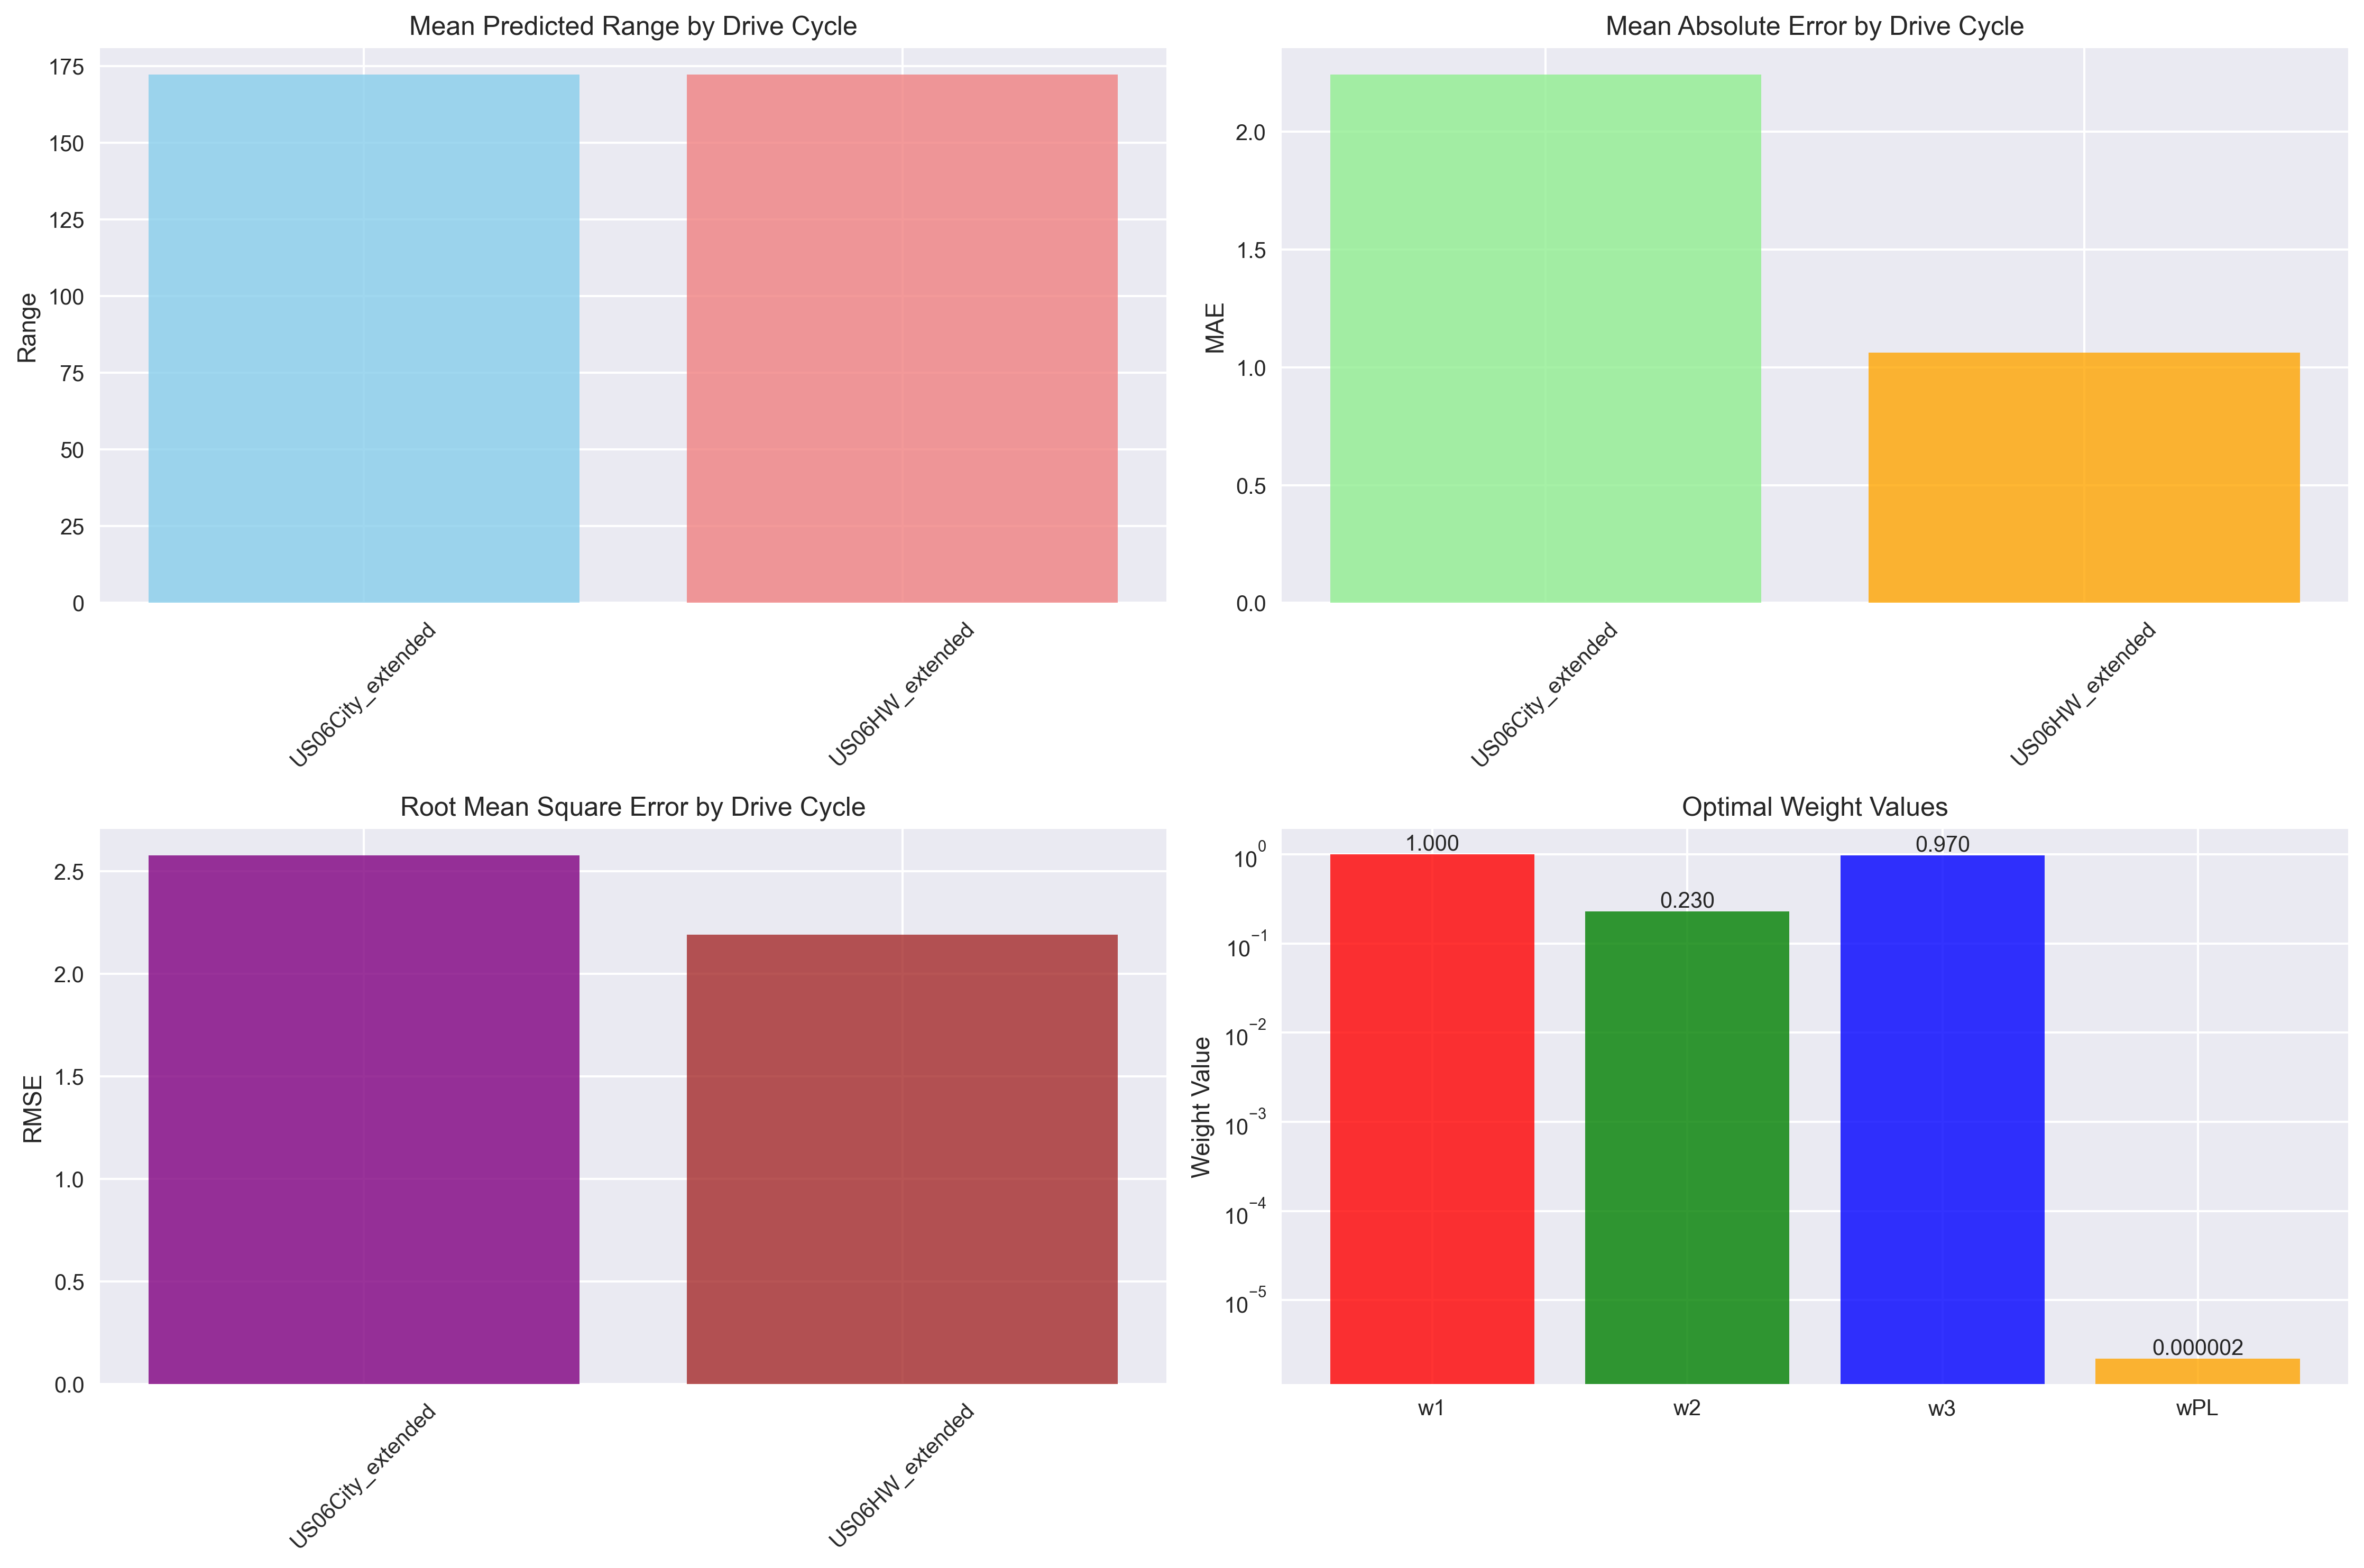 Mean Predicted Range by Drive Cycle
Range
175
150
125
100
75
50
25
0
US06City_extended
US06HW_extended
Mean Absolute Error by Drive Cycle
MAE
2.0
1.5
1.0
0.5
0.0
US06City_extended
US06HW_extended
Root Mean Square Error by Drive Cycle
RMSE
2.5
2.0
1.5
1.0
0.5
0.0
US06City_extended
US06HW_extended
Optimal Weight Values
Weight Value
10⁰
10⁻¹
10⁻²
10⁻³
10⁻⁴
10⁻⁵
1.000
0.230
0.970
0.000002
w1
w2
w3
wPL